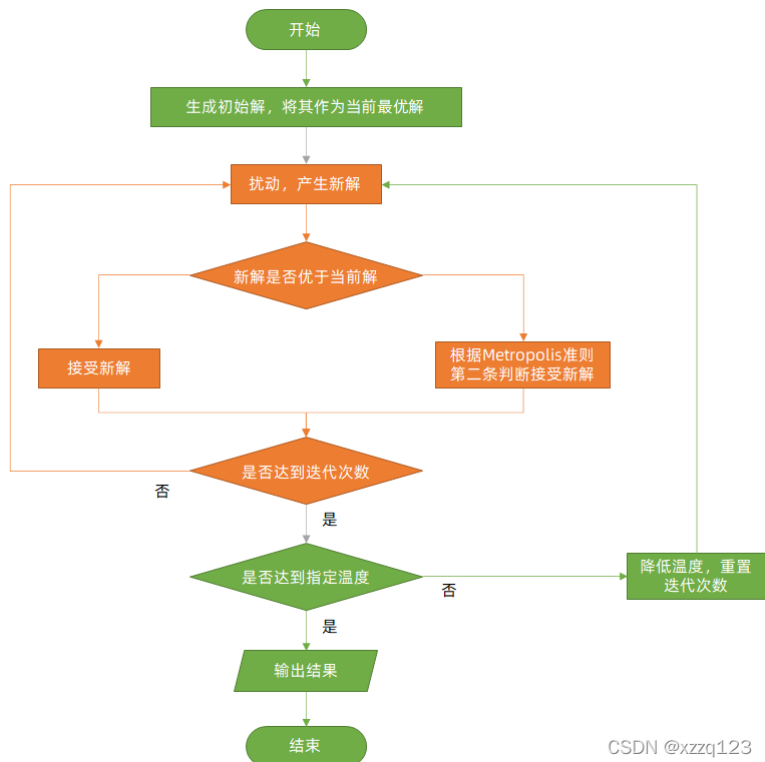 开始
生成初始解，将其作为当前最优解
扰动，产生新解
新解是否优于当前解
接受新解
根据Metropolis准则
第二条判断接受新解
是否达到迭代次数
否
是
是否达到指定温度
否
降低温度，重置
迭代次数
是
输出结果
结束
CSDN @xzzq123